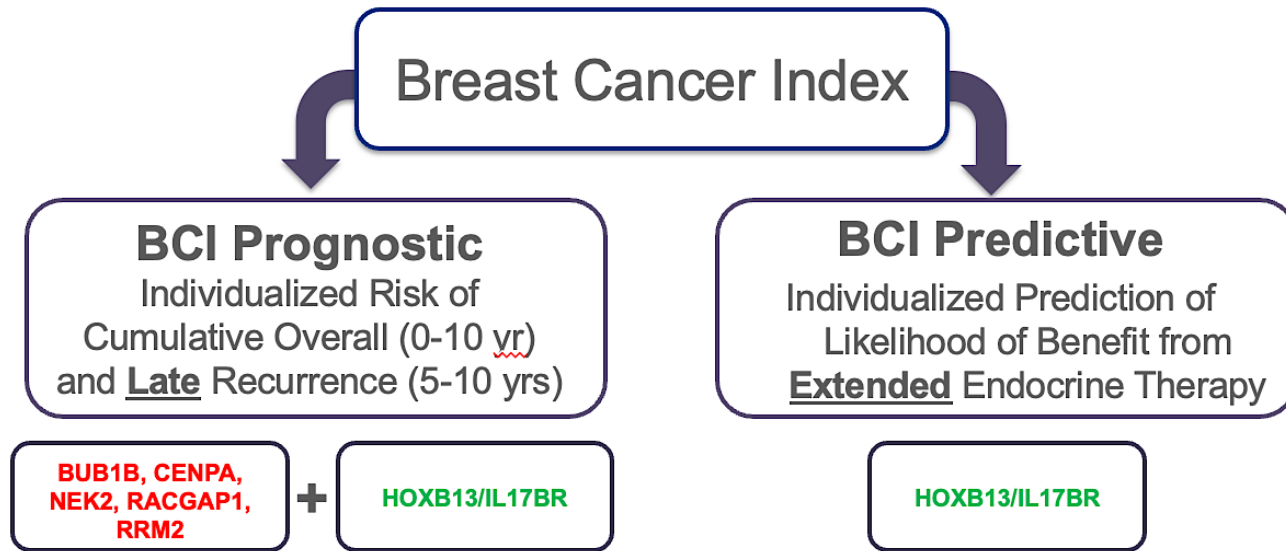 Breast Cancer Index
BCI Prognostic
Individualized Risk of
Cumulative Overall (0-10 yr)
and Late Recurrence (5-10 yrs)
BCI Predictive
Individualized Prediction of
Likelihood of Benefit from
Extended Endocrine Therapy
BUB1B, CENPA,
NEK2, RACGAP1,
RRM2
+
HOXB13/IL17BR
HOXB13/IL17BR